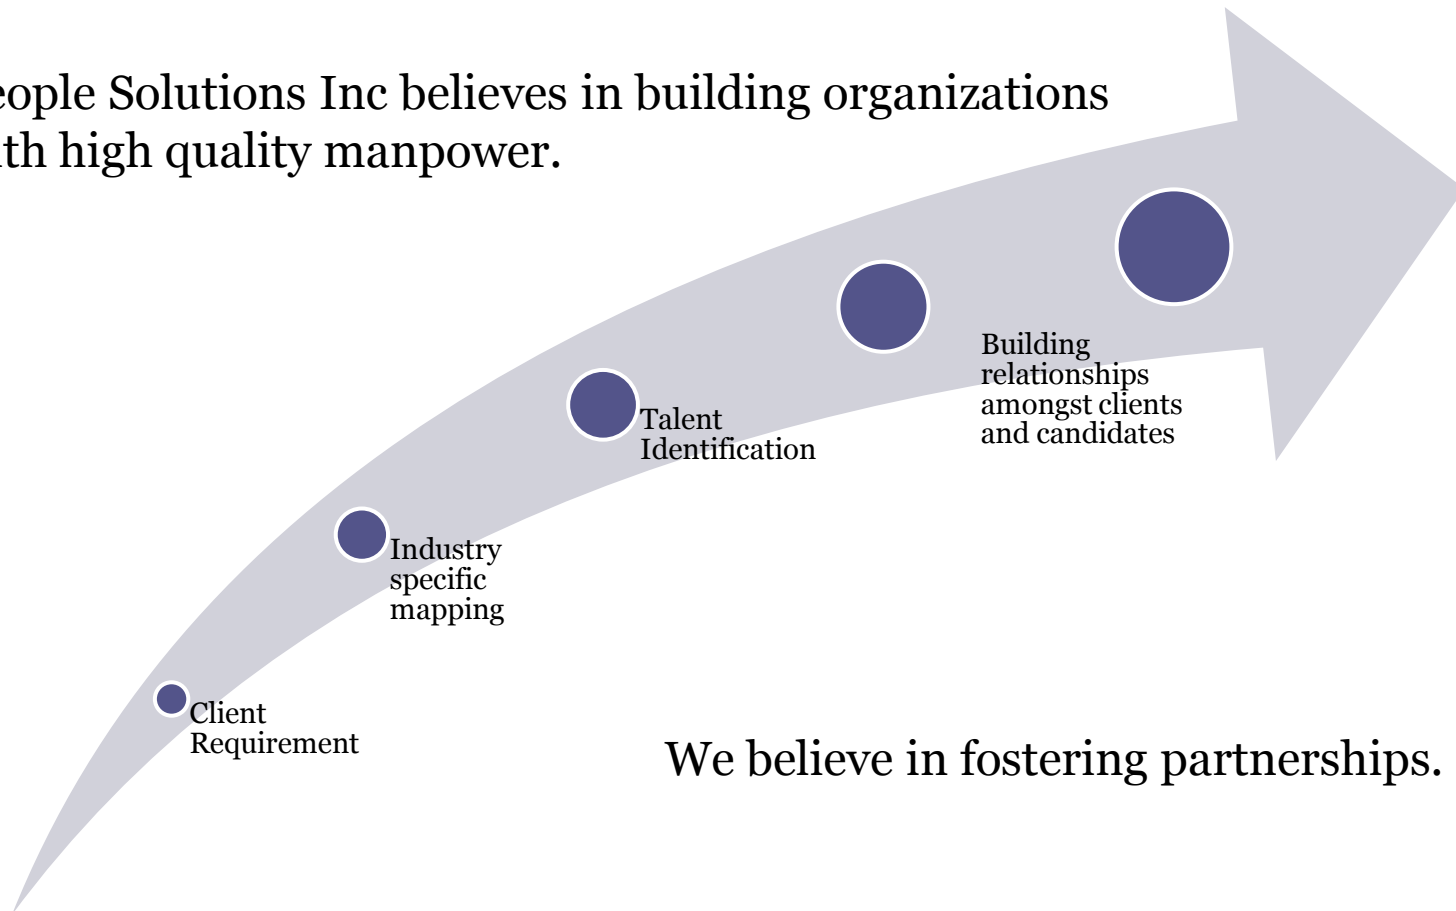 eople Solutions Inc believes in building organizations
th high quality manpower.
Building
relationships
amongst clients
and candidates
Talent
Identification
Industry
specific
mapping
Client
Requirement
We believe in fostering partnerships.